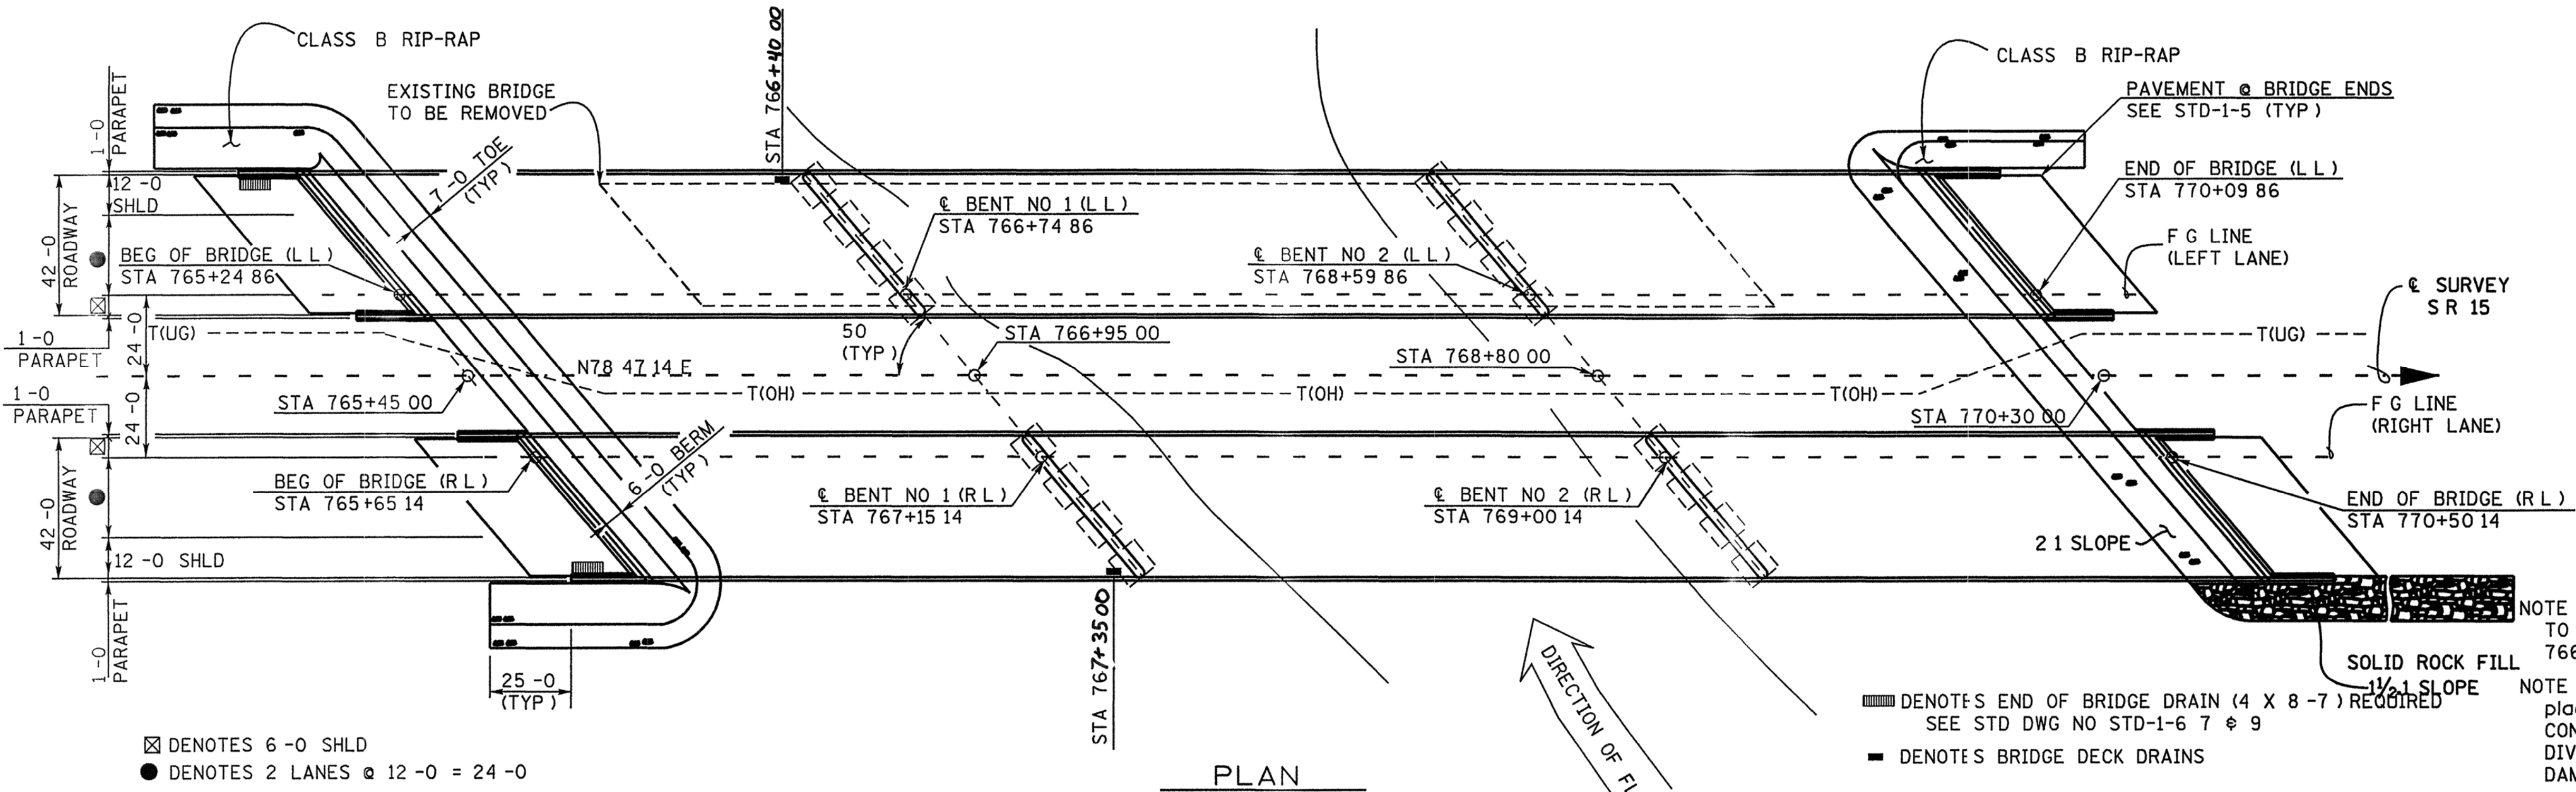 CLASS B RIP-RAP
EXISTING BRIDGE
TO BE REMOVED
STA 766+40 00
CLASS B RIP-RAP
PAVEMENT @ BRIDGE ENDS
SEE STD-1-5 (TYP)
1-0
PARAPET
12-0
SHLD
7-0 TOE
(TYP)
℄ BENT NO 1 (L L)
STA 766+74 86
END OF BRIDGE (L L)
STA 770+09 86
42-0
ROADWAY
BEG OF BRIDGE (L L)
STA 765+24 86
℄ BENT NO 2 (L L)
STA 768+59 86
F G LINE
(LEFT LANE)
℄ SURVEY
S R 15
1-0
PARAPET
24-0
T(UG)
50
(TYP)
STA 766+95 00
STA 768+80 00
T(UG)
N78 47 14 E
T(OH)
T(OH)
T(OH)
1-0
PARAPET
24-0
STA 765+45 00
STA 770+30 00
F G LINE
(RIGHT LANE)
6-0 BERM
(TYP)
42-0
ROADWAY
BEG OF BRIDGE (R L)
STA 765+65 14
℄ BENT NO 1 (R L)
STA 767+15 14
℄ BENT NO 2 (R L)
STA 769+00 14
END OF BRIDGE (R L)
STA 770+50 14
12-0 SHLD
2 1 SLOPE
1-0
PARAPET
STA 767+35 00
25-0
(TYP)
DIRECTION OF FL
SOLID ROCK FILL
1½ 1 SLOPE
NOTE
TO
766
NOTE
plac
CON
DIV
DAM
DENOTES END OF BRIDGE DRAIN (4 X 8-7) REQUIRED
SEE STD DWG NO STD-1-6 7 & 9
DENOTES BRIDGE DECK DRAINS
DENOTES 6-0 SHLD
DENOTES 2 LANES @ 12-0 = 24-0
PLAN